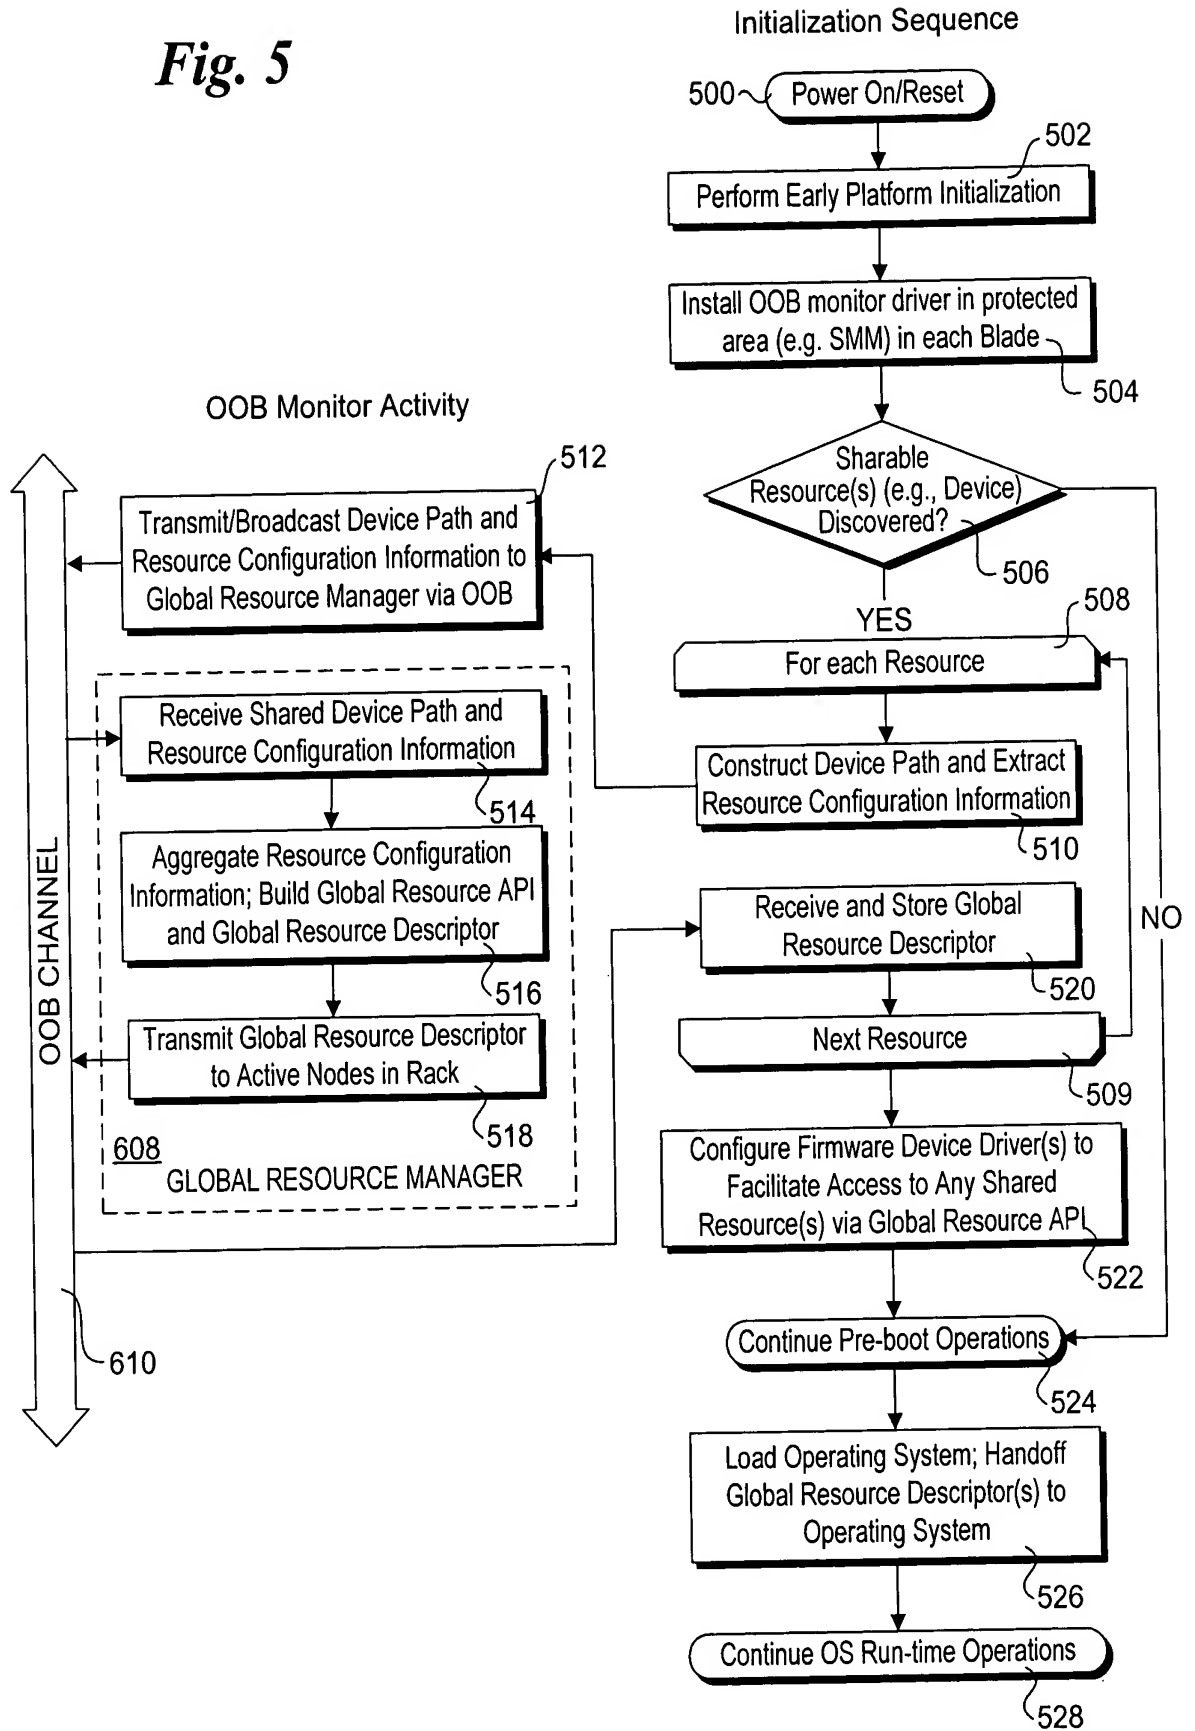 Fig. 5
Initialization Sequence
500
Power On/Reset
502
Perform Early Platform Initialization
Install OOB monitor driver in protected
area (e.g. SMM) in each Blade
504
Sharable
Resource(s) (e.g., Device)
Discovered?
506
YES
NO
508
For each Resource
Construct Device Path and Extract
Resource Configuration Information
510
Receive and Store Global
Resource Descriptor
520
Next Resource
509
Configure Firmware Device Driver(s) to
Facilitate Access to Any Shared
Resource(s) via Global Resource API
522
Continue Pre-boot Operations
524
Load Operating System; Handoff
Global Resource Descriptor(s) to
Operating System
526
Continue OS Run-time Operations
528
OOB Monitor Activity
512
Transmit/Broadcast Device Path and
Resource Configuration Information to
Global Resource Manager via OOB
Receive Shared Device Path and
Resource Configuration Information
514
Aggregate Resource Configuration
Information; Build Global Resource API
and Global Resource Descriptor
516
Transmit Global Resource Descriptor
to Active Nodes in Rack
518
608
GLOBAL RESOURCE MANAGER
OOB CHANNEL
610